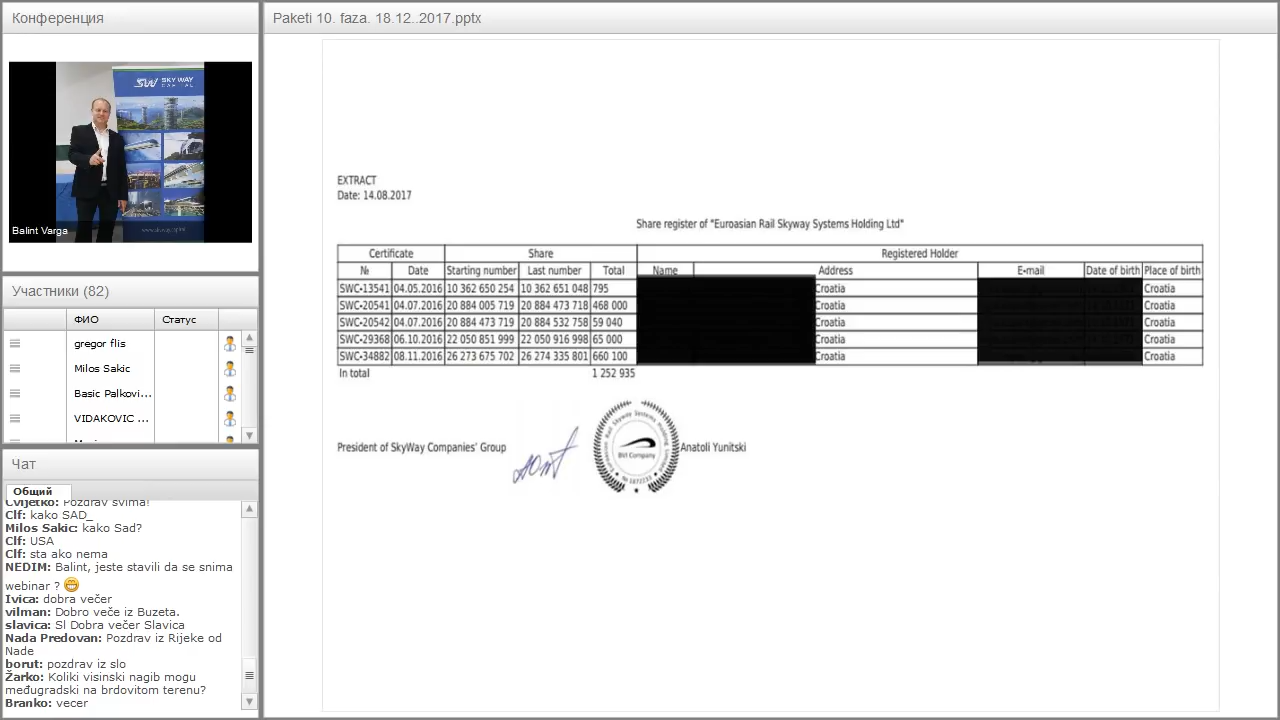 Конференция
SKY WAY
CAPITAL
Balint Varga
Участники (82)
ФИО Статус
gregor flis
Milos Sakic
Basic Palkovi...
VIDAKOVIC ...
Чат
Общий
Cvijetko: Pozdrav svima!
Clf: kako SAD_
Milos Sakic: kako Sad?
Clf: USA
Clf: sta ako nema
NEDIM: Balint, jeste stavili da se snima
webinar ?
Ivica: dobra večer
vilman: Dobro veče iz Buzeta.
slavica: Sl Dobra večer Slavica
Nada Predovan: Pozdrav iz Rijeke od
Nade
borut: pozdrav iz slo
Žarko: Koliki visinski nagib mogu
međugradski na brdovitom terenu?
Branko: vecer
Paketi 10. faza. 18.12..2017.pptx
EXTRACT
Date: 14.08.2017
Share register of "Euroasian Rail Skyway Systems Holding Ltd"
Certificate Share Registered Holder
№ Date Starting number Last number Total Name Address E-mail Date of birth Place of birth
SWC-13541 04.05.2016 10 362 650 254 10 362 651 048 795 Croatia Croatia
SWC-20541 04.07.2016 20 884 005 719 20 884 473 718 468 000 Croatia Croatia
SWC-20542 04.07.2016 20 884 473 719 20 884 532 758 59 040 Croatia Croatia
SWC-29368 06.10.2016 22 050 851 999 22 050 916 998 65 000 Croatia Croatia
SWC-34882 08.11.2016 26 273 675 702 26 274 335 801 660 100 Croatia Croatia
In total 1 252 935
President of SkyWay Companies' Group
BVI Company
Anatoli Yunitski